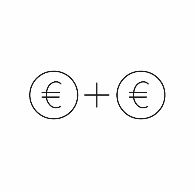 € + €